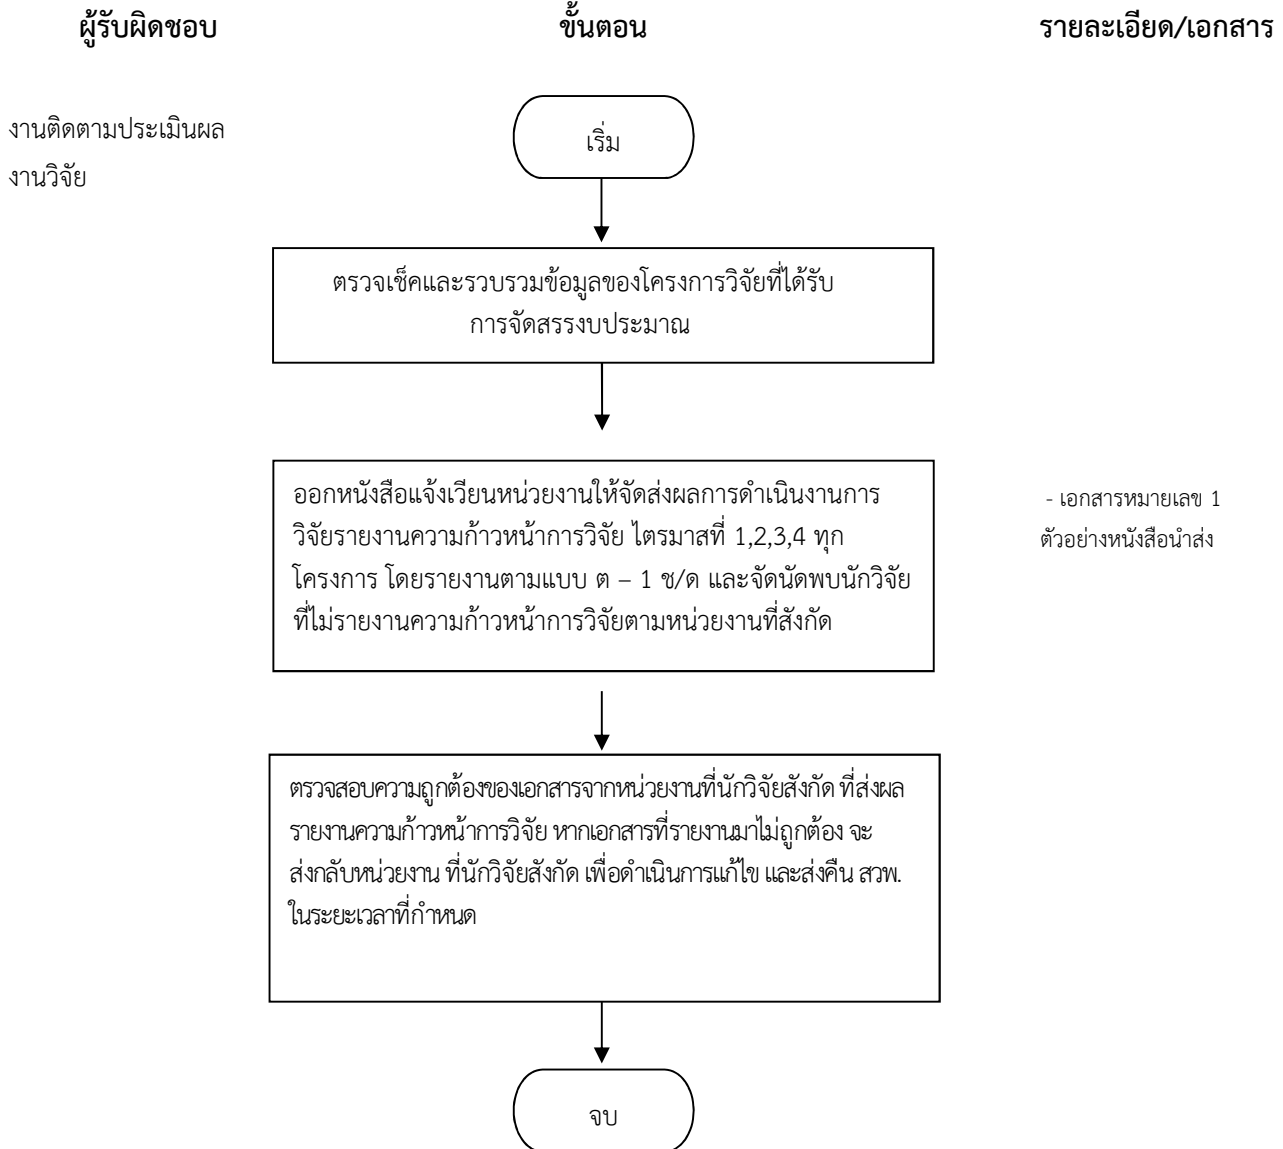 ผู้รับผิดชอบ
ขั้นตอน
รายละเอียด/เอกสาร
งานติดตามประเมินผล
งานวิจัย
เริ่ม
ตรวจเช็คและรวบรวมข้อมูลของโครงการวิจัยที่ได้รับ
การจัดสรรงบประมาณ
ออกหนังสือแจ้งเวียนหน่วยงานให้จัดส่งผลการดำเนินงานการ
วิจัยรายงานความก้าวหน้าการวิจัย ไตรมาสที่ 1,2,3,4 ทุก
โครงการ โดยรายงานตามแบบ ต – 1 ช/ด และจัดนัดพบนักวิจัย
ที่ไม่รายงานความก้าวหน้าการวิจัยตามหน่วยงานที่สังกัด
- เอกสารหมายเลข 1
ตัวอย่างหนังสือนำส่ง
ตรวจสอบความถูกต้องของเอกสารจากหน่วยงานที่นักวิจัยสังกัด ที่ส่งผล
รายงานความก้าวหน้าการวิจัย หากเอกสารที่รายงานมาไม่ถูกต้อง จะ
ส่งกลับหน่วยงาน ที่นักวิจัยสังกัด เพื่อดำเนินการแก้ไข และส่งคืน สวพ.
ในระยะเวลาที่กำหนด
จบ